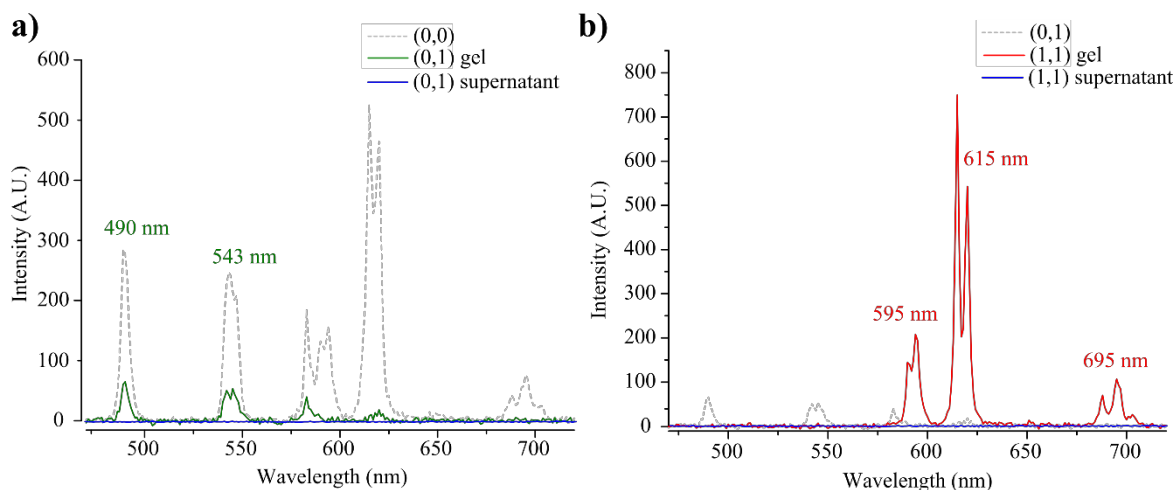 a)
(0,0)
(0,1) gel
(0,1) supernatant
600
500
400
300
200
100
0
490 nm
543 nm
Intensity (A.U.)
500
550
600
650
700
Wavelength (nm)
b)
(0,1)
(1,1) gel
(1,1) supernatant
800
700
600
500
400
300
200
100
0
615 nm
595 nm
695 nm
Intensity (A.U.)
500
550
600
650
700
Wavelength (nm)